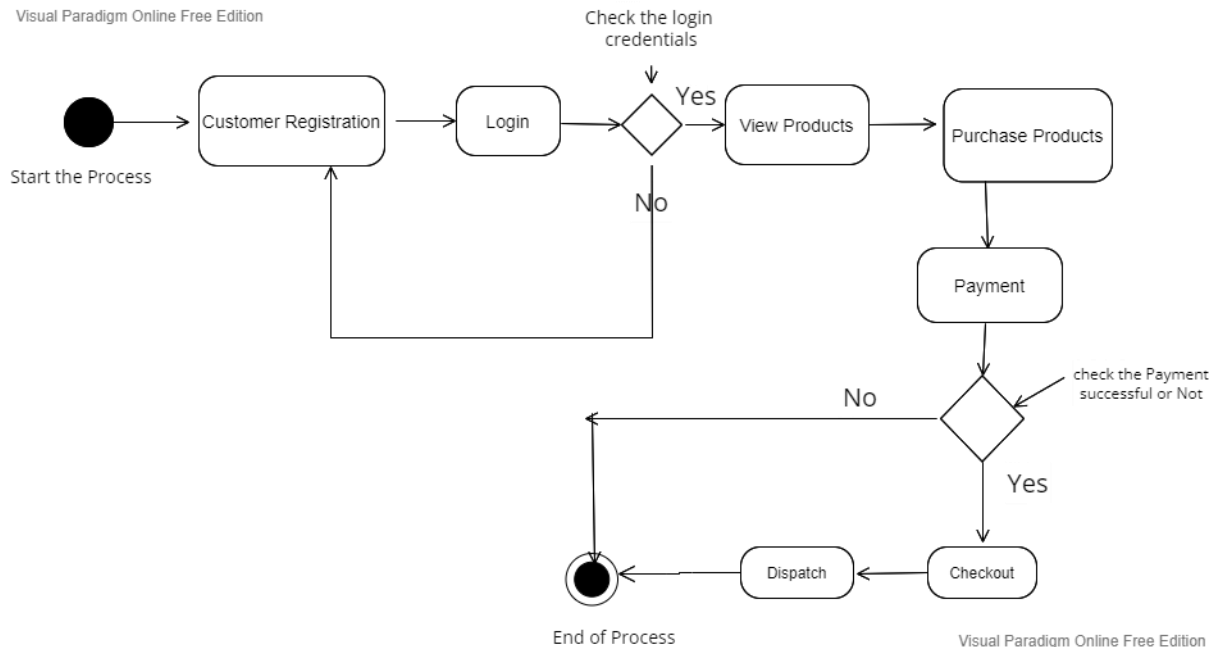 Visual Paradigm Online Free Edition
Check the login
credentials
Yes
Customer Registration
Login
View Products
Purchase Products
Start the Process
No
Payment
check the Payment
successful or Not
No
Yes
Dispatch
Checkout
End of Process
Visual Paradigm Online Free Edition